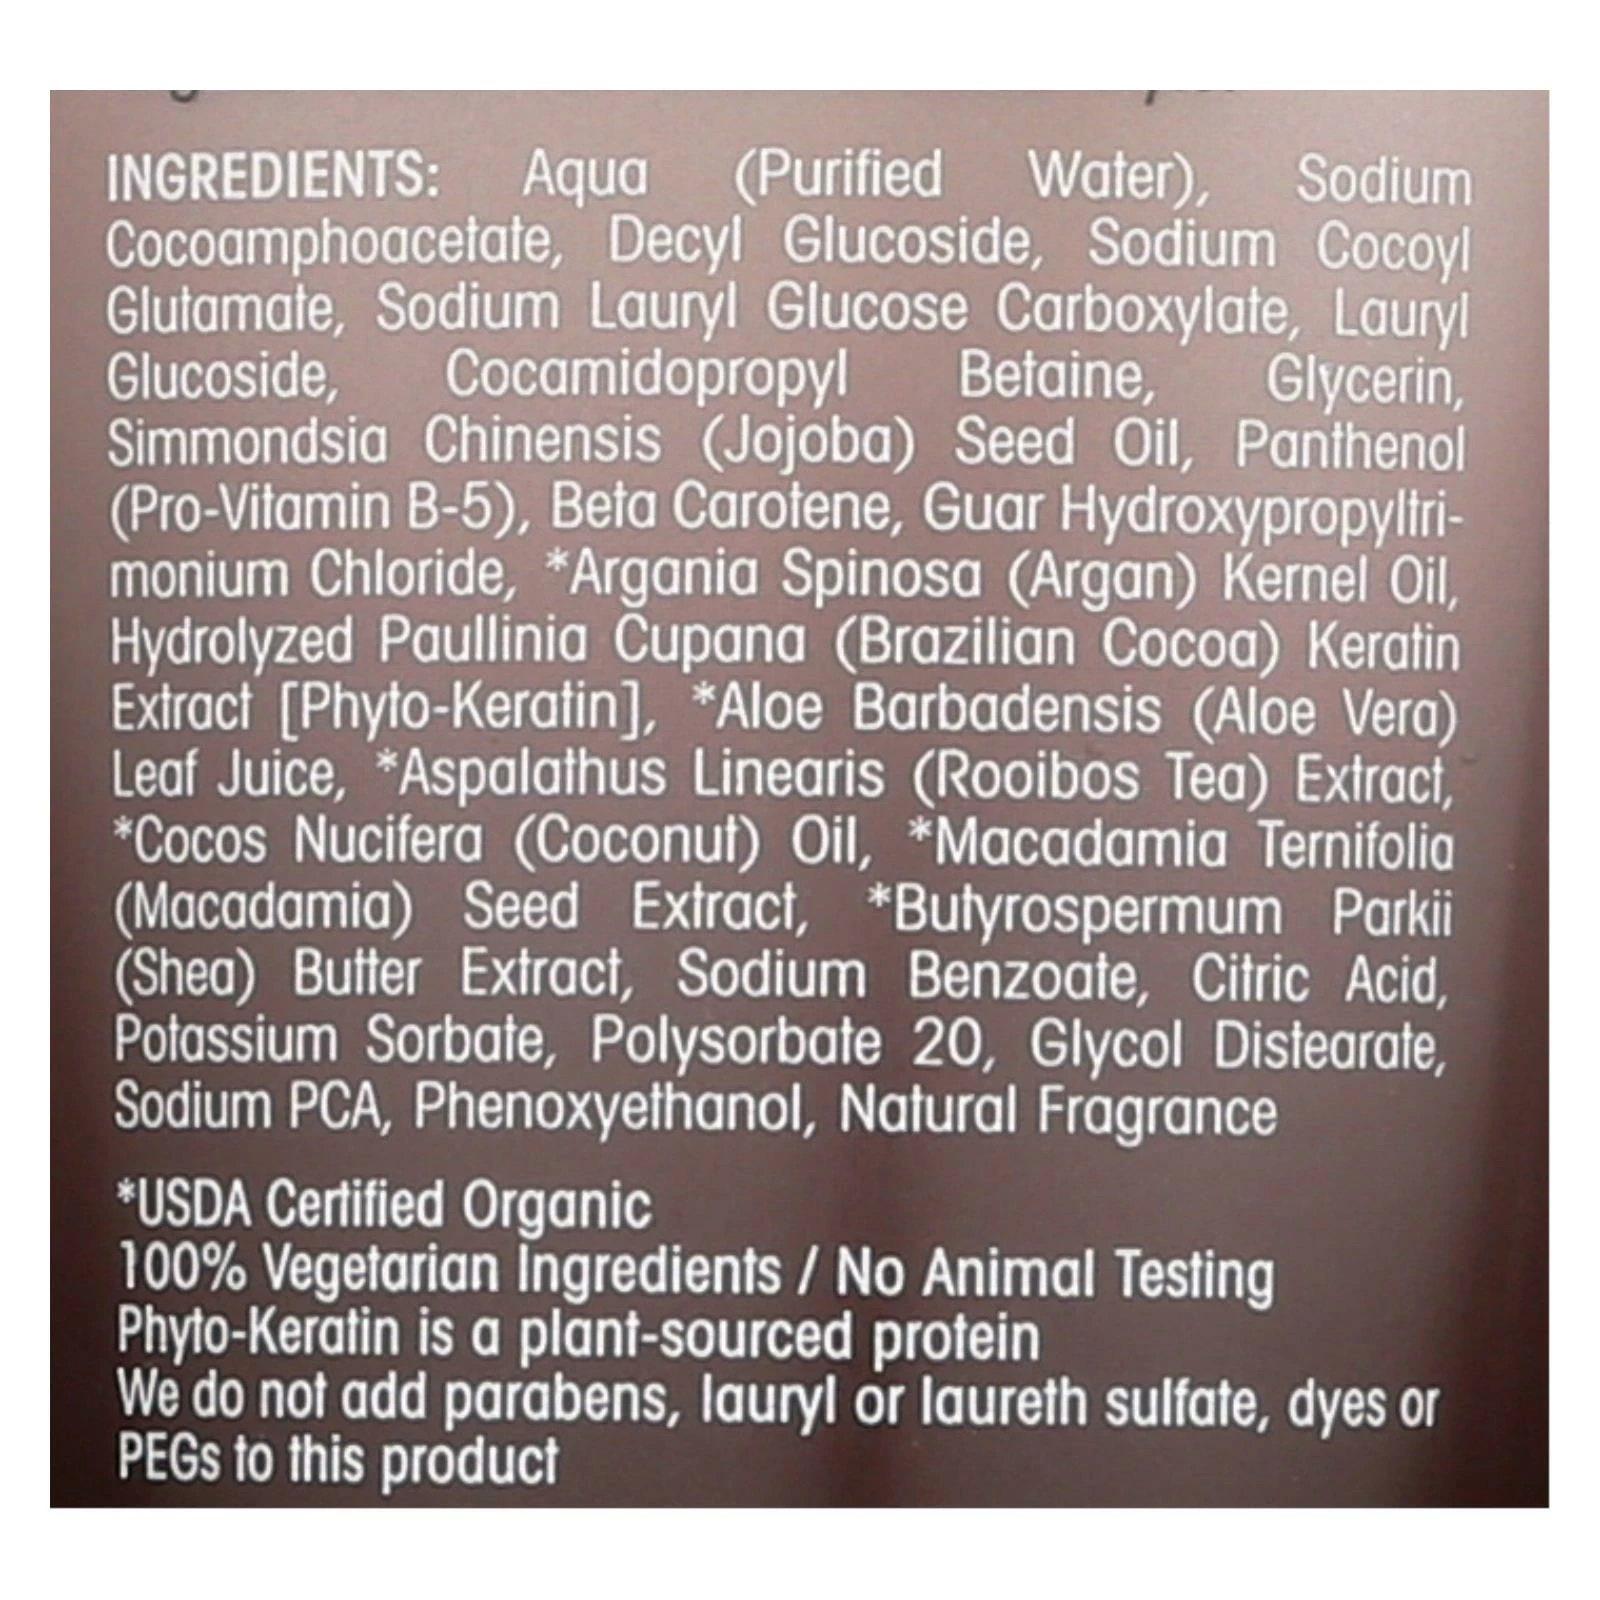 INGREDIENTS: Aqua (Purified Water), Sodium
Cocoamphoacetate, Decyl Glucoside, Sodium Cocoyl
Glutamate, Sodium Lauryl Glucose Carboxylate, Lauryl
Glucoside, Cocamidopropyl Betaine, Glycerin,
Simmondsia Chinensis (Jojoba) Seed Oil, Panthenol
(Pro-Vitamin B-5), Beta Carotene, Guar Hydroxypropyltri-
monium Chloride, *Argania Spinosa (Argan) Kernel Oil,
Hydrolyzed Paullinia Cupana (Brazilian Cocoa) Keratin
Extract [Phyto-Keratin], *Aloe Barbadensis (Aloe Vera)
Leaf Juice, *Aspalathus Linearis (Rooibos Tea) Extract,
*Cocos Nucifera (Coconut) Oil, *Macadamia Ternifolia
(Macadamia) Seed Extract, *Butyrospermum Parkii
(Shea) Butter Extract, Sodium Benzoate, Citric Acid,
Potassium Sorbate, Polysorbate 20, Glycol Distearate,
Sodium PCA, Phenoxyethanol, Natural Fragrance
*USDA Certified Organic
100% Vegetarian Ingredients / No Animal Testing
Phyto-Keratin is a plant-sourced protein
We do not add parabens, lauryl or laureth sulfate, dyes or
PEGs to this product